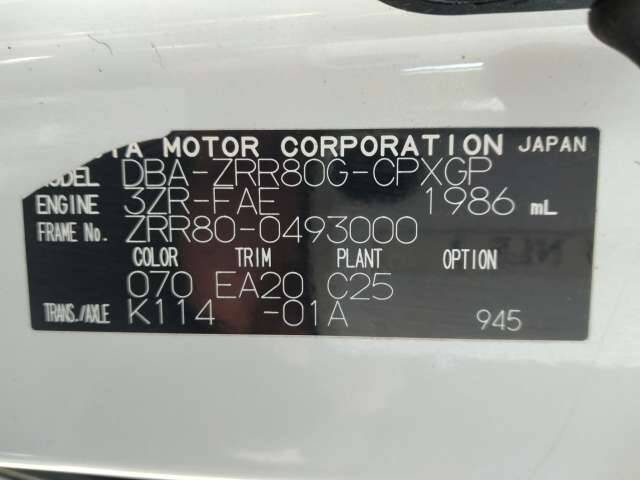 TA MOTOR CORPORATION JAPAN
MODEL DBA-ZRR80G-CPXGP
ENGINE 3ZR-FAE 1986 mL
FRAME No. ZRR80-0493000
COLOR TRIM PLANT OPTION
070 EA20 C25
TRANS./AXLE K114 -01A 945